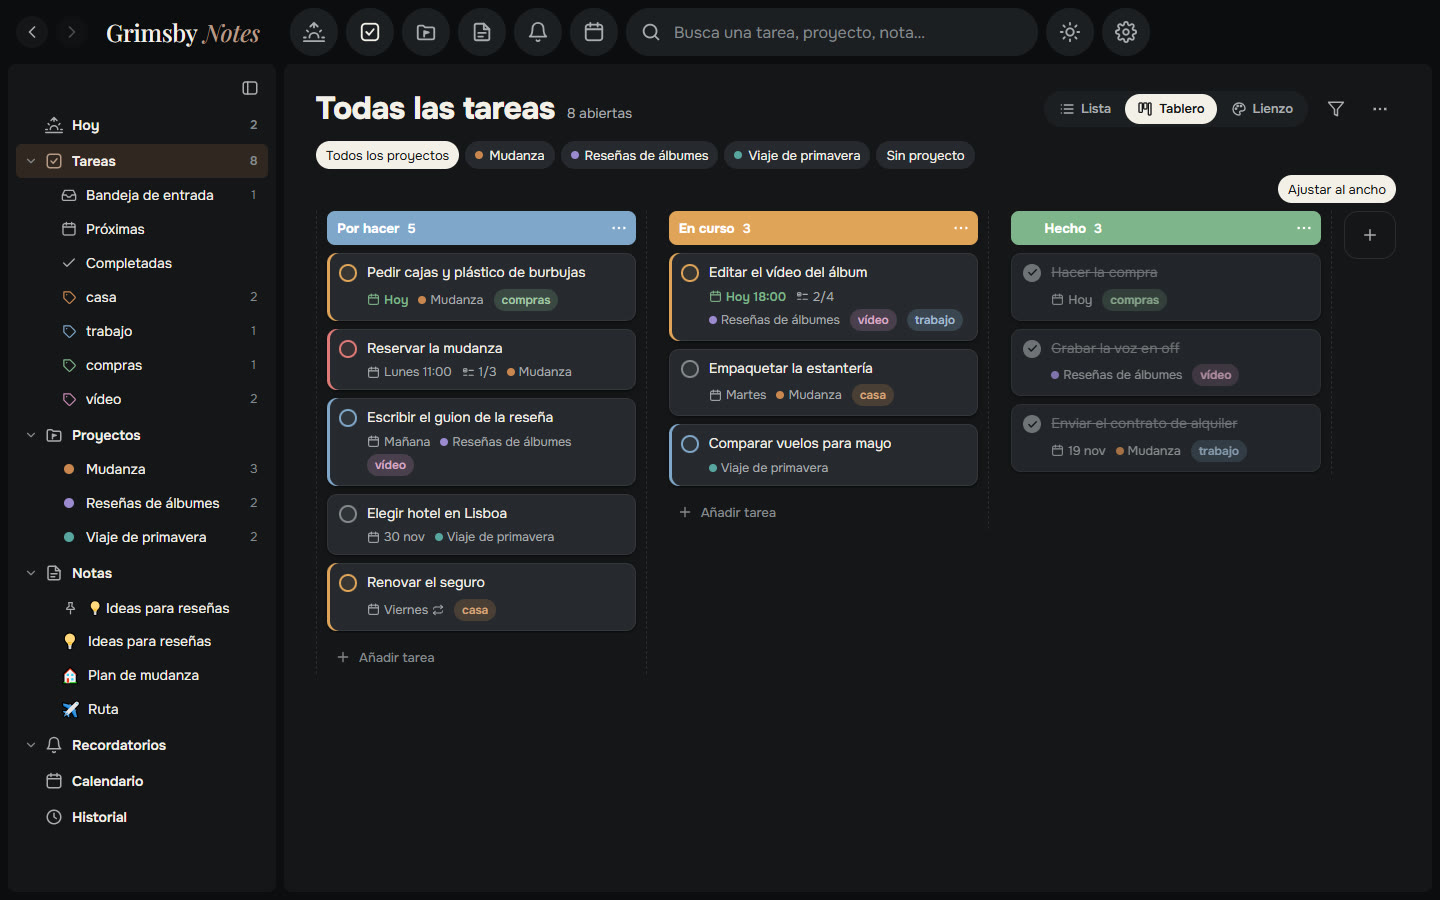 Grimsby Notes
Busca una tarea, proyecto, nota...
Hoy 2
Tareas 8
Bandeja de entrada 1
Próximas
Completadas
casa 2
trabajo 1
compras 1
vídeo 2
Proyectos
Mudanza 3
Reseñas de álbumes 2
Viaje de primavera 2
Notas
Ideas para reseñas
Ideas para reseñas
Plan de mudanza
Ruta
Recordatorios
Calendario
Historial
Todas las tareas 8 abiertas
Lista Tablero Lienzo
Todos los proyectos Mudanza Reseñas de álbumes Viaje de primavera Sin proyecto
Ajustar al ancho
Por hacer 5
Pedir cajas y plástico de burbujas
Hoy Mudanza compras
Reservar la mudanza
Lunes 11:00 1/3 Mudanza
Escribir el guion de la reseña
Mañana Reseñas de álbumes
vídeo
Elegir hotel en Lisboa
30 nov Viaje de primavera
Renovar el seguro
Viernes casa
Añadir tarea
En curso 3
Editar el vídeo del álbum
Hoy 18:00 2/4
Reseñas de álbumes vídeo trabajo
Empaquetar la estantería
Martes Mudanza casa
Comparar vuelos para mayo
Viaje de primavera
Añadir tarea
Hecho 3
Hacer la compra
Hoy compras
Grabar la voz en off
Reseñas de álbumes vídeo
Enviar el contrato de alquiler
19 nov Mudanza trabajo